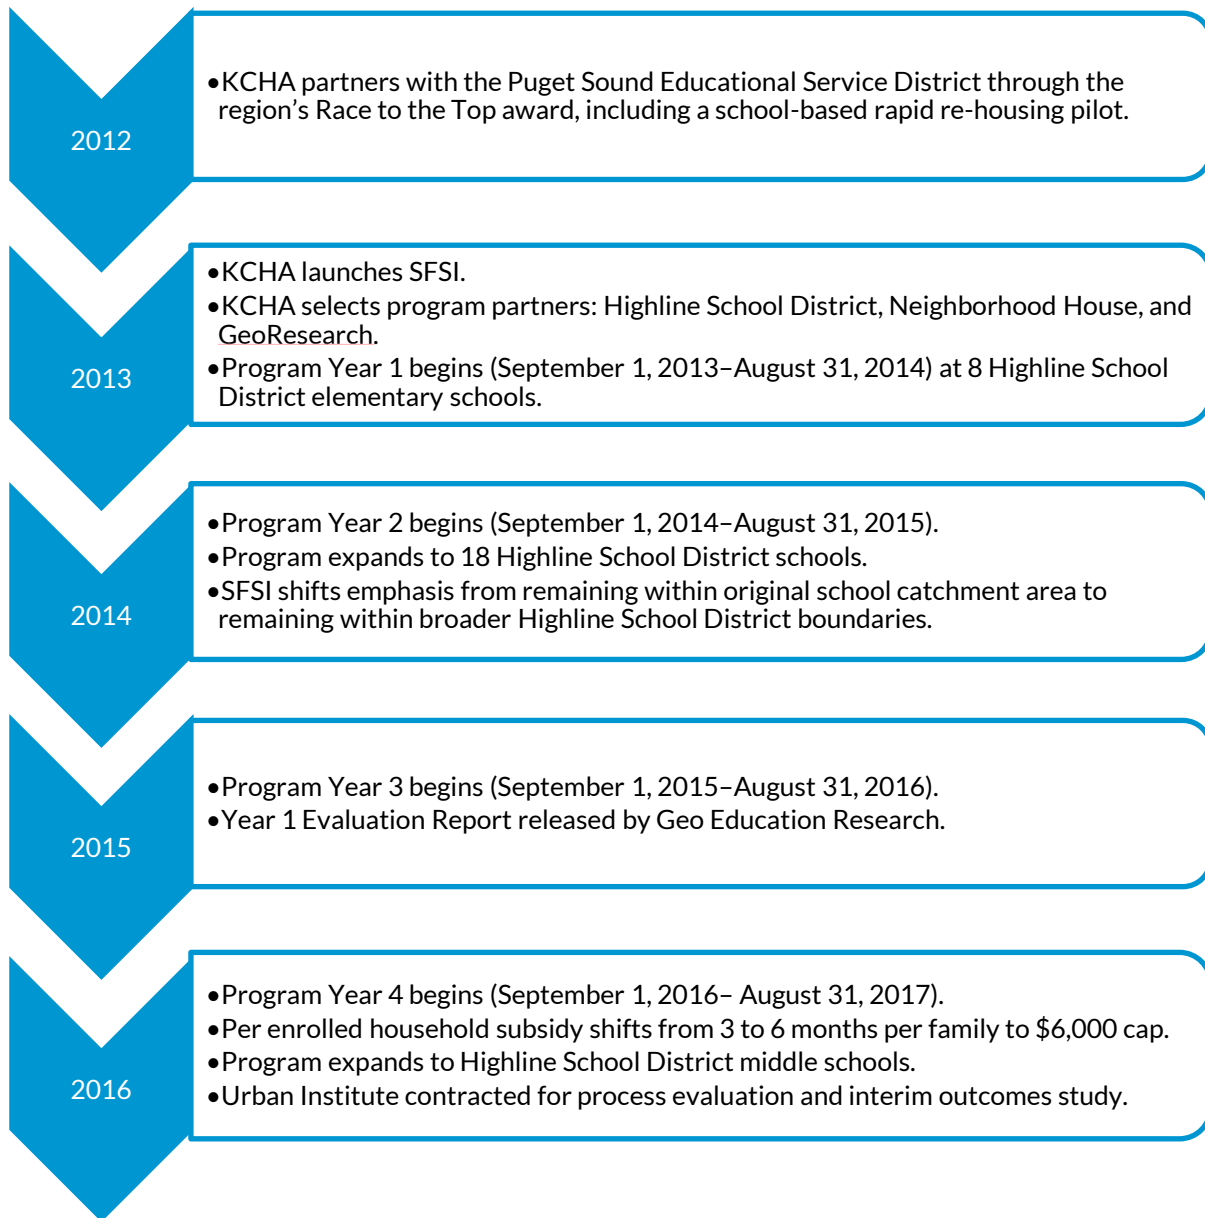 2012
•KCHA partners with the Puget Sound Educational Service District through the
region’s Race to the Top award, including a school-based rapid re-housing pilot.
2013
•KCHA launches SFSI.
•KCHA selects program partners: Highline School District, Neighborhood House, and
GeoResearch.
•Program Year 1 begins (September 1, 2013–August 31, 2014) at 8 Highline School
District elementary schools.
2014
•Program Year 2 begins (September 1, 2014–August 31, 2015).
•Program expands to 18 Highline School District schools.
•SFSI shifts emphasis from remaining within original school catchment area to
remaining within broader Highline School District boundaries.
2015
•Program Year 3 begins (September 1, 2015–August 31, 2016).
•Year 1 Evaluation Report released by Geo Education Research.
2016
•Program Year 4 begins (September 1, 2016– August 31, 2017).
•Per enrolled household subsidy shifts from 3 to 6 months per family to $6,000 cap.
•Program expands to Highline School District middle schools.
•Urban Institute contracted for process evaluation and interim outcomes study.